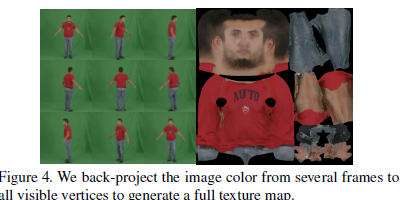 AUTO
Figure 4. We back-project the image color from several frames to
all visible vertices to generate a full texture map.